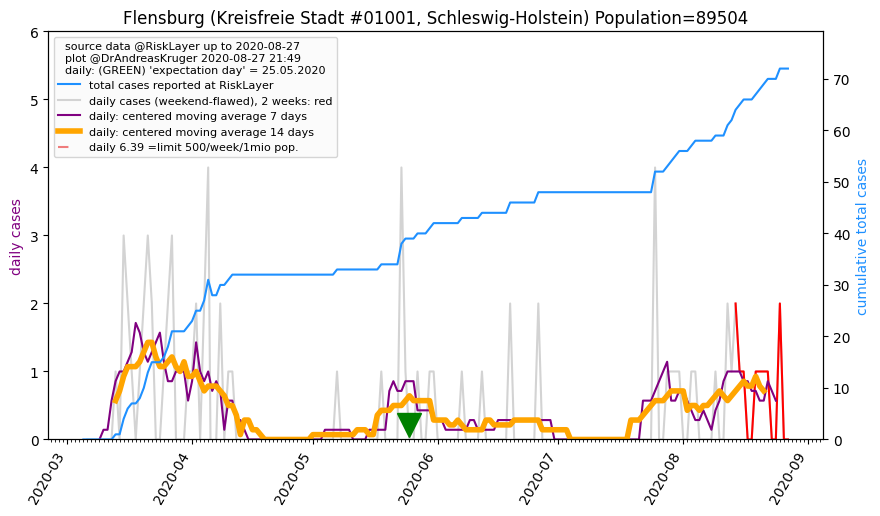 Flensburg (Kreisfreie Stadt #01001, Schleswig-Holstein) Population=89504
source data @RiskLayer up to 2020-08-27
plot @DrAndreasKruger 2020-08-27 21:49
daily: (GREEN) 'expectation day' = 25.05.2020
total cases reported at RiskLayer
daily cases (weekend-flawed), 2 weeks: red
daily: centered moving average 7 days
daily: centered moving average 14 days
daily 6.39 =limit 500/week/1mio pop.
daily cases
6
5
4
3
2
1
0
cumulative total cases
70
60
50
40
30
20
10
0
2020-03
2020-04
2020-05
2020-06
2020-07
2020-08
2020-09